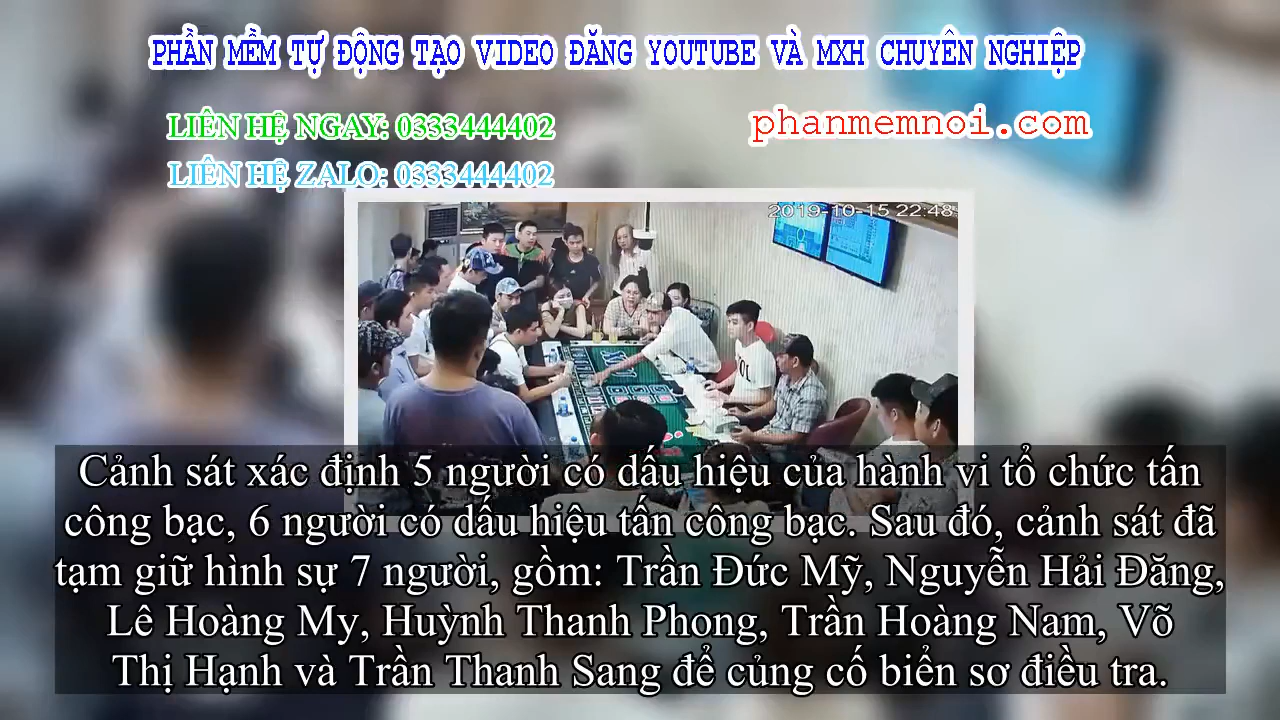 PHẦN MỀM TỰ ĐỘNG TẠO VIDEO ĐĂNG YOUTUBE VÀ MXH CHUYÊN NGHIỆP
LIÊN HỆ NGAY: 0333444402
phanmemnoi.com
LIÊN HỆ ZALO: 0333444402
2019-10-15 22:48
Cảnh sát xác định 5 người có dấu hiệu của hành vi tổ chức tấn
công bạc, 6 người có dấu hiệu tấn công bạc. Sau đó, cảnh sát đã
tạm giữ hình sự 7 người, gồm: Trần Đức Mỹ, Nguyễn Hải Đăng,
Lê Hoàng My, Huỳnh Thanh Phong, Trần Hoàng Nam, Võ
Thị Hạnh và Trần Thanh Sang để củng cố biển sơ điều tra.